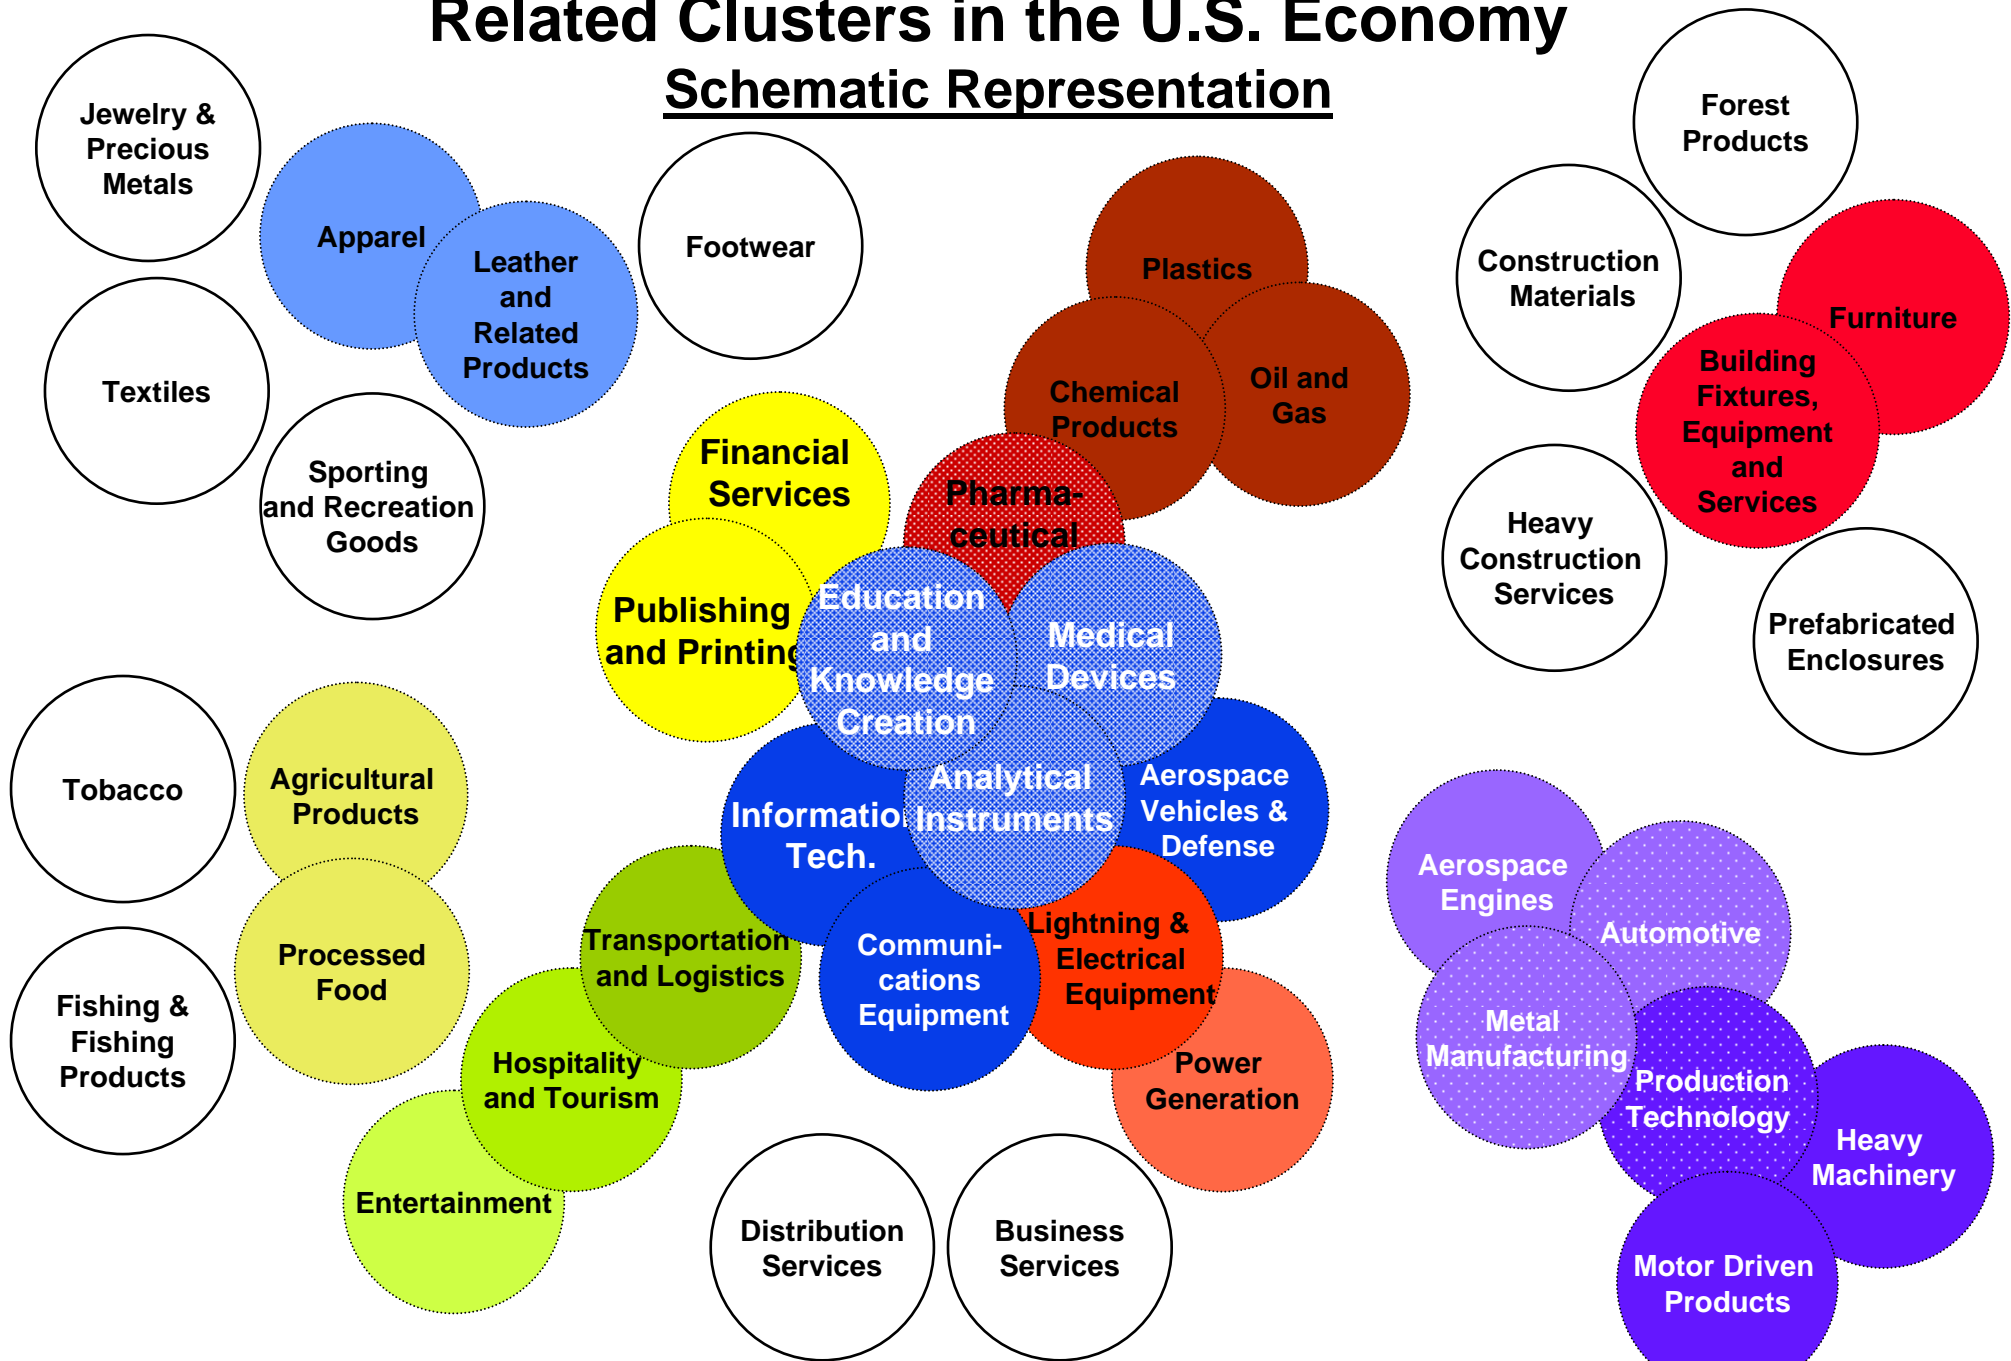 Related Clusters in the U.S. Economy
Schematic Representation
Jewelry &
Precious
Metals
Apparel
Leather
and
Related
Products
Footwear
Textiles
Sporting
and Recreation
Goods
Plastics
Chemical
Products
Oil and
Gas
Forest
Products
Construction
Materials
Furniture
Building
Fixtures,
Equipment
and
Services
Heavy
Construction
Services
Prefabricated
Enclosures
Financial
Services
Publishing
and Printing
Pharma-
ceutical
Education
and
Knowledge
Creation
Medical
Devices
Analytical
Instruments
Informatio
Tech.
Aerospace
Vehicles &
Defense
Communi-
cations
Equipment
Lightning &
Electrical
Equipment
Power
Generation
Tobacco
Agricultural
Products
Processed
Food
Fishing &
Fishing
Products
Transportation
and Logistics
Hospitality
and Tourism
Entertainment
Distribution
Services
Business
Services
Aerospace
Engines
Automotive
Metal
Manufacturing
Production
Technology
Heavy
Machinery
Motor Driven
Products